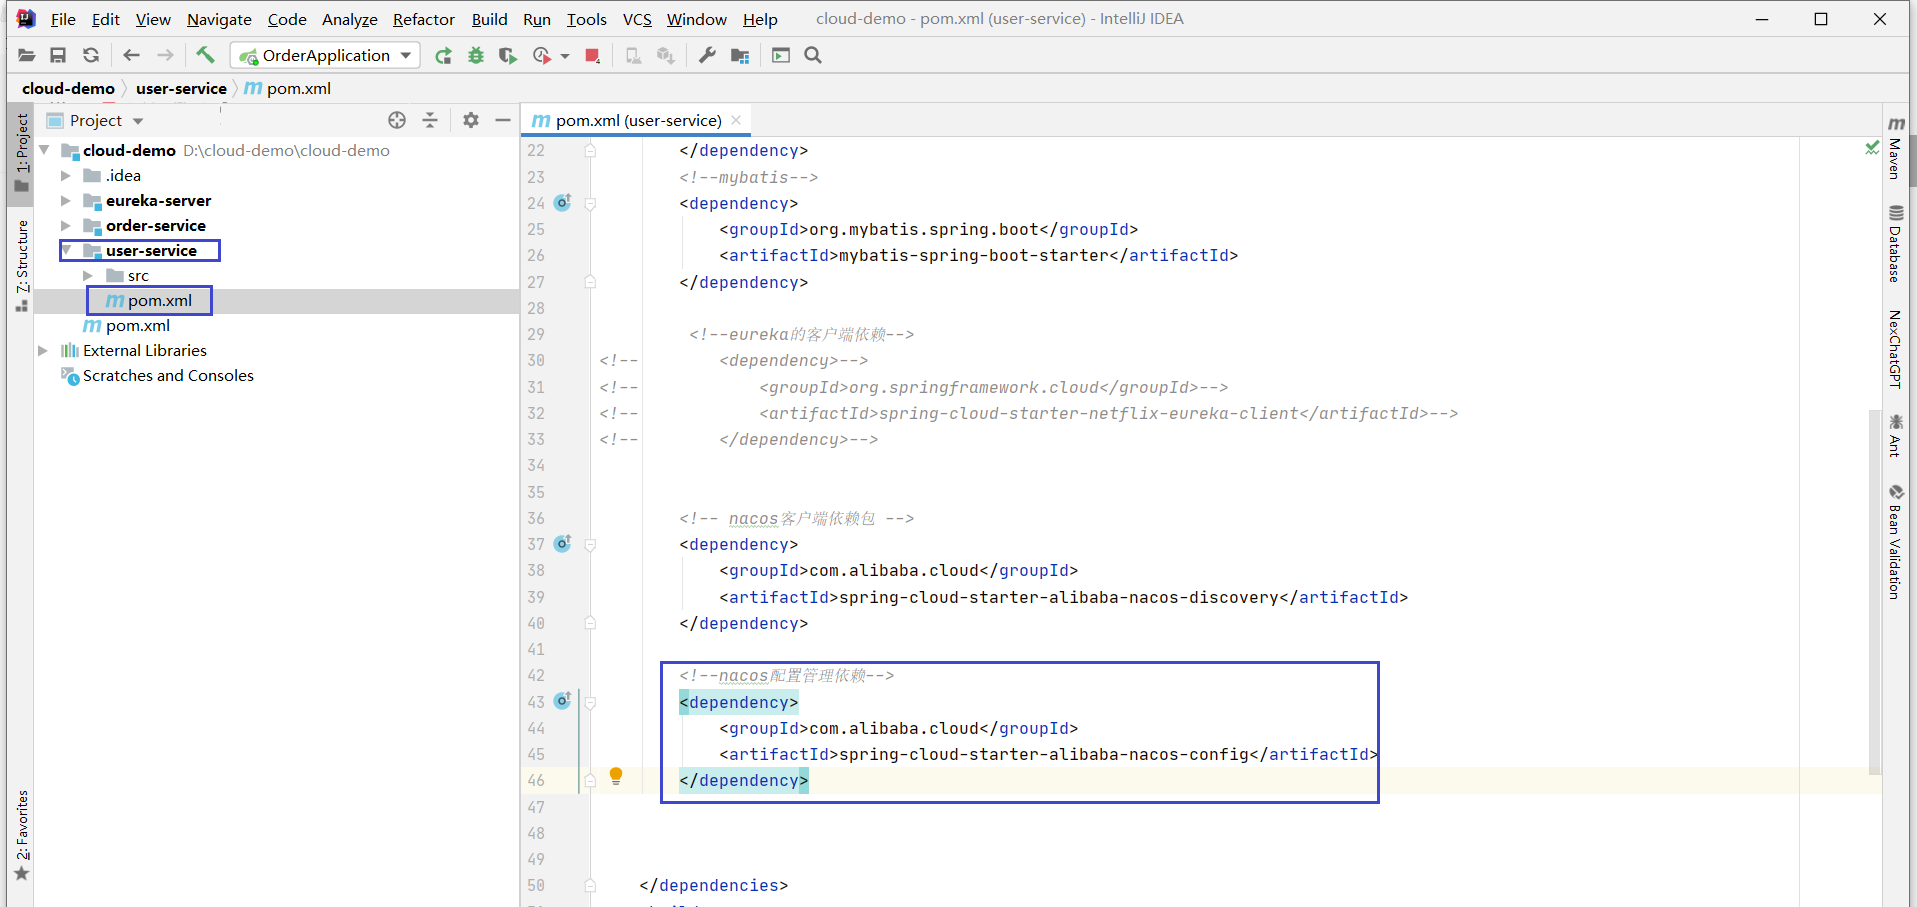 File Edit View Navigate Code Analyze Refactor Build Run Tools VCS Window Help cloud-demo - pom.xml (user-service) - IntelliJ IDEA
OrderApplication
cloud-demo user-service m pom.xml
Project
m pom.xml (user-service)
cloud-demo D:\cloud-demo\cloud-demo
.idea
eureka-server
order-service
user-service
src
m pom.xml
m pom.xml
External Libraries
Scratches and Consoles
1: Project
7: Structure
2: Favorites
22 </dependency>
23 <!--mybatis-->
24 <dependency>
25 <groupId>org.mybatis.spring.boot</groupId>
26 <artifactId>mybatis-spring-boot-starter</artifactId>
27 </dependency>
28
29 <!--eureka的客户端依赖-->
30 <!-- <dependency>-->
31 <!-- <groupId>org.springframework.cloud</groupId>-->
32 <!-- <artifactId>spring-cloud-starter-netflix-eureka-client</artifactId>-->
33 <!-- </dependency>-->
34
35
36 <!-- nacos客户端依赖包 -->
37 <dependency>
38 <groupId>com.alibaba.cloud</groupId>
39 <artifactId>spring-cloud-starter-alibaba-nacos-discovery</artifactId>
40 </dependency>
41
42 <!--nacos配置管理依赖-->
43 <dependency>
44 <groupId>com.alibaba.cloud</groupId>
45 <artifactId>spring-cloud-starter-alibaba-nacos-config</artifactId>
46 </dependency>
47
48
49
50 </dependencies>
m Maven
Database
NexChatGPT
Ant
Bean Validation